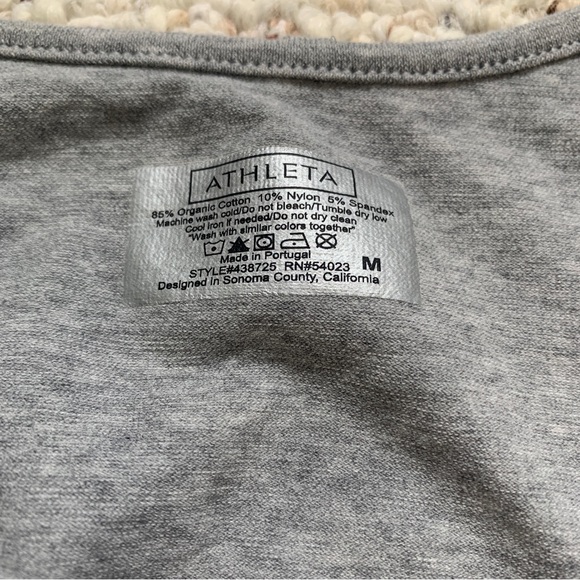 ATHLETA
85% Organic Cotton 10% Nylon 5% Spandex
Machine wash cold/Do not bleach/Tumble dry low
Cool iron if needed/Do not dry clean
"Wash with similar colors together"
Made in Portugal
STYLE#438725 RN#54023 M
Designed in Sonoma County, California